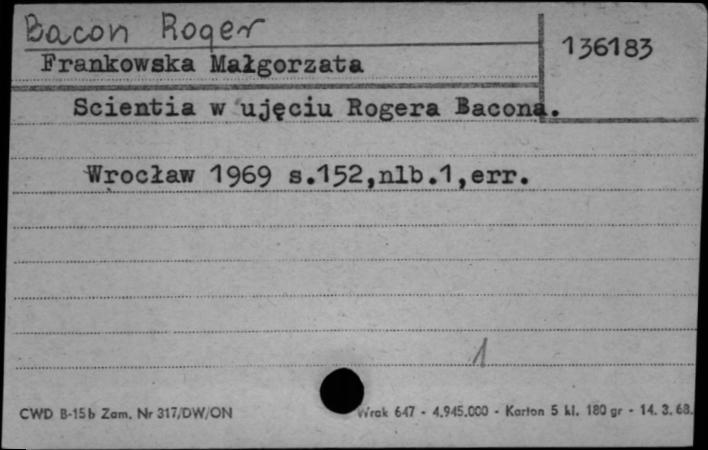 Bacon Roger
136183
Frankowska Małgorzata
Scientia w ujęciu Rogera Bacona.
Wrocław 1969 s.152,nlb.1,err.
1
CWD B-15b Zam. Nr 317/DW/ON
Wrak 647 - 4.945.000 - Karton 5 kl. 180 gr - 14. 3. 68.